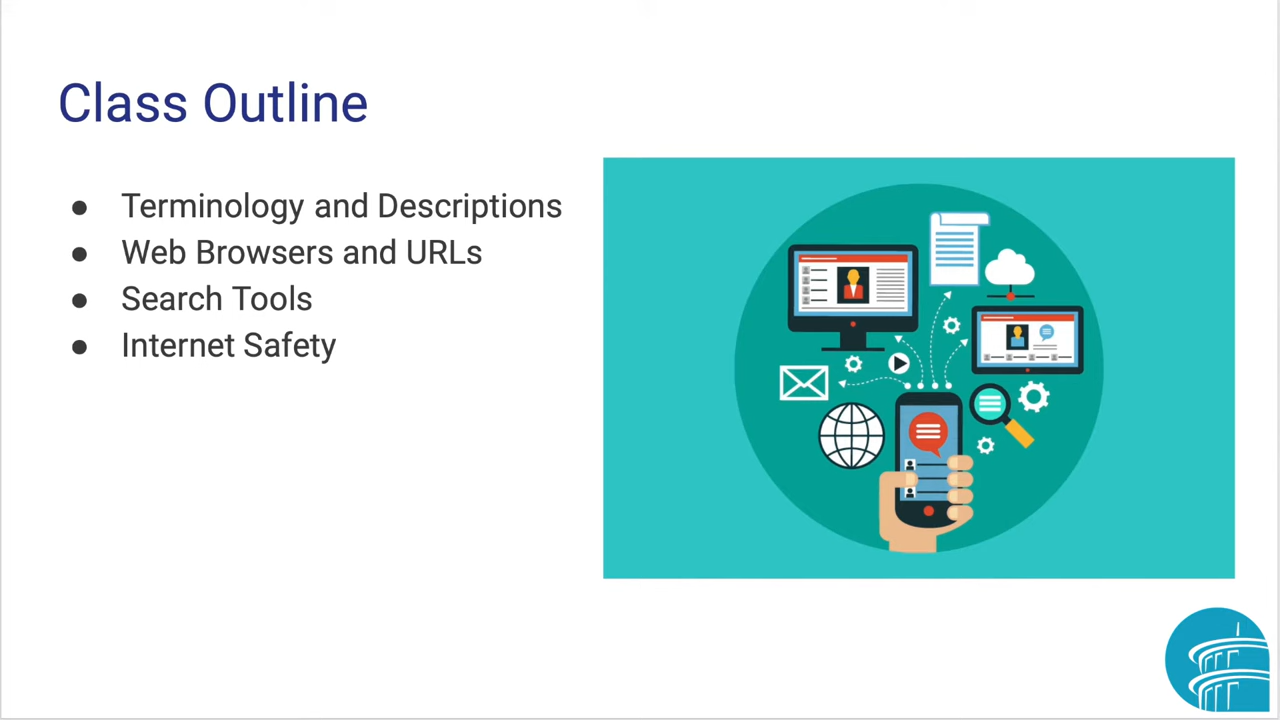 Class Outline
● Terminology and Descriptions
● Web Browsers and URLs
● Search Tools
● Internet Safety